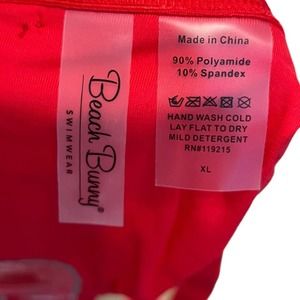 Beach Bunny®
SWIMWEAR
Made in China
90% Polyamide
10% Spandex
HAND WASH COLD
LAY FLAT TO DRY
MILD DETERGENT
RN#119215
XL